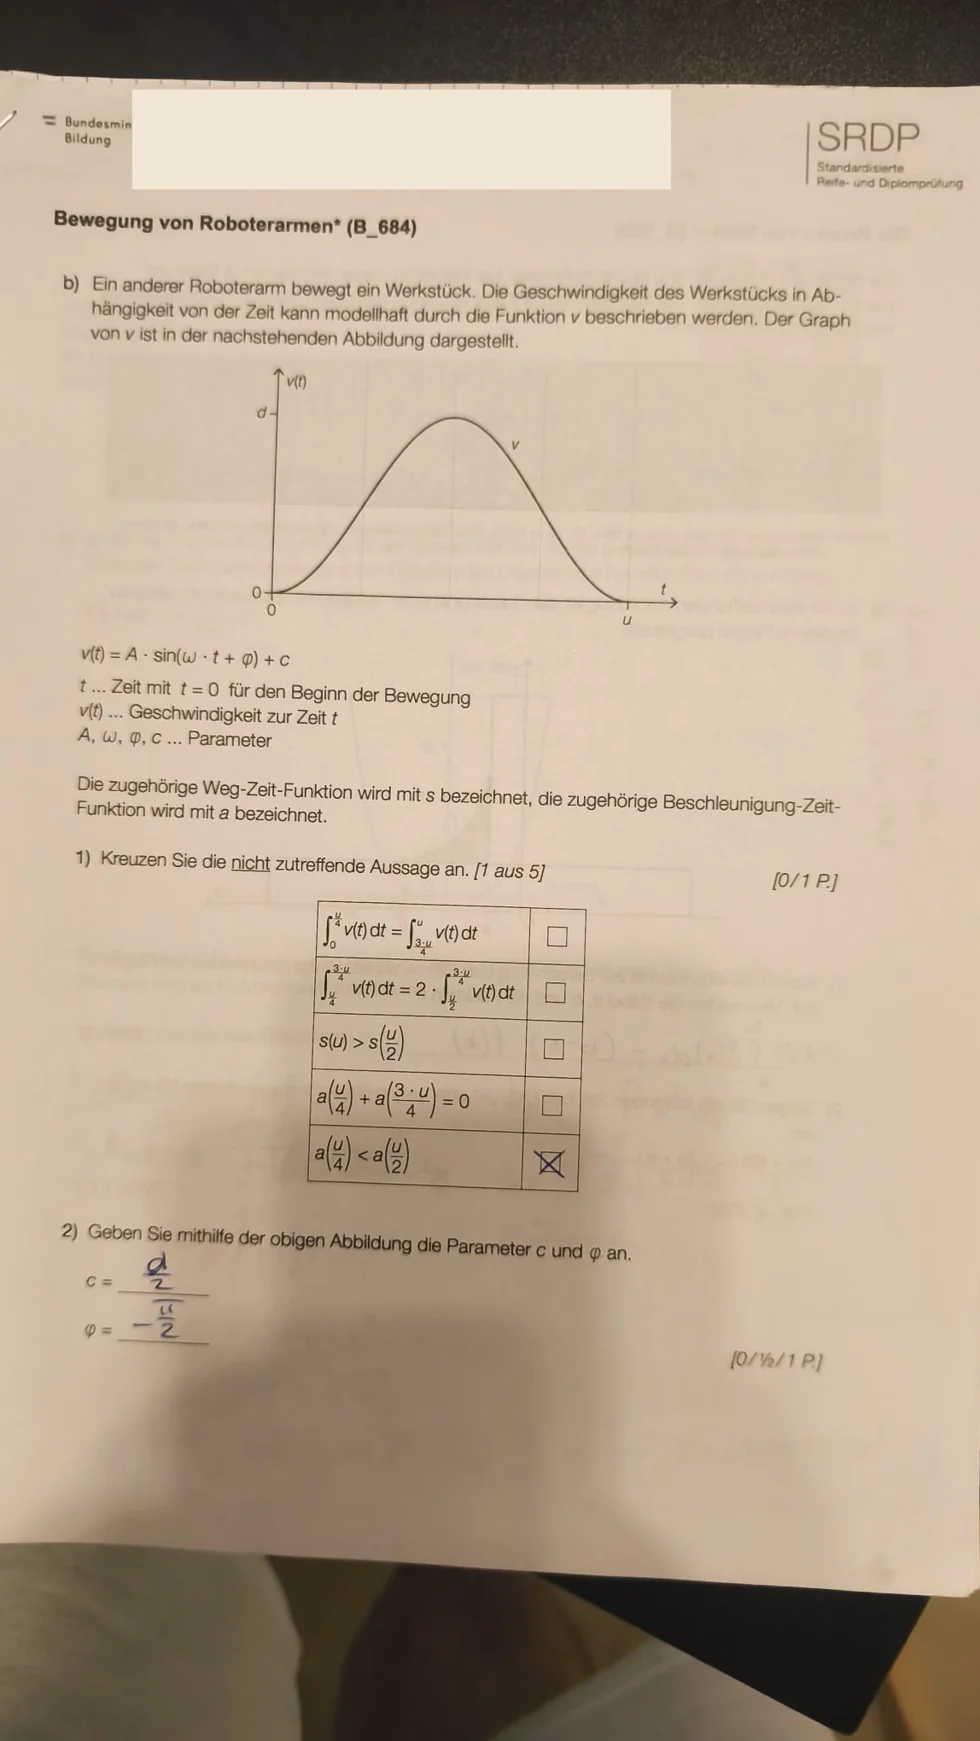 Bundesmin
Bildung
SRDP
Standardisierte
Reife- und Diplomprüfung
Bewegung von Roboterarmen* (B_684)
b) Ein anderer Roboterarm bewegt ein Werkstück. Die Geschwindigkeit des Werkstücks in Ab-
hängigkeit von der Zeit kann modellhaft durch die Funktion v beschrieben werden. Der Graph
von v ist in der nachstehenden Abbildung dargestellt.
v(t)
d
v
0
0
t
u
v(t) = A · sin(ω · t + φ) + c
t ... Zeit mit t = 0 für den Beginn der Bewegung
v(t) ... Geschwindigkeit zur Zeit t
A, ω, φ, c ... Parameter
Die zugehörige Weg-Zeit-Funktion wird mit s bezeichnet, die zugehörige Beschleunigung-Zeit-
Funktion wird mit a bezeichnet.
1) Kreuzen Sie die nicht zutreffende Aussage an. [1 aus 5]
[0/1 P.]
∫_0^(u/4) v(t) dt = ∫_(3·u/4)^u v(t) dt
∫_(u/4)^(3·u/4) v(t) dt = 2 · ∫_(u/2)^(3·u/4) v(t) dt
s(u) > s(u/2)
a(u/4) + a(3 · u/4) = 0
a(u/4) < a(u/2)
2) Geben Sie mithilfe der obigen Abbildung die Parameter c und φ an.
c = d/2
φ = -π/2
[0/½/1 P.]